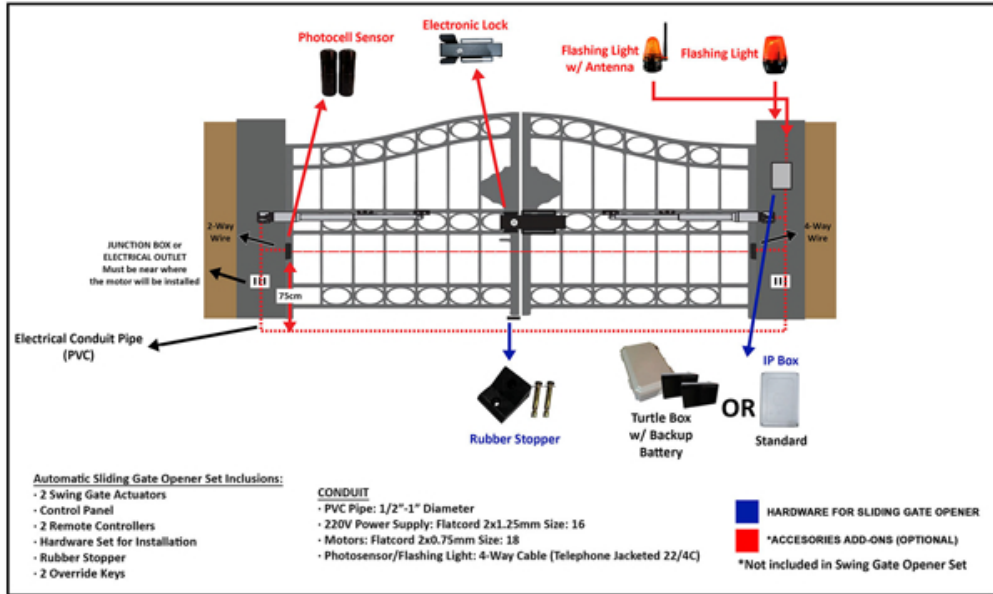 Photocell Sensor
Electronic Lock
Flashing Light
w/ Antenna
Flashing Light
2-Way
Wire
4-Way
Wire
JUNCTION BOX or
ELECTRICAL OUTLET
Must be near where
the motor will be installed
75cm
Electrical Conduit Pipe
(PVC)
Rubber Stopper
Turtle Box
w/ Backup
Battery
OR
IP Box
Standard
Automatic Sliding Gate Opener Set Inclusions:
· 2 Swing Gate Actuators
· Control Panel
· 2 Remote Controllers
· Hardware Set for Installation
· Rubber Stopper
· 2 Override Keys
CONDUIT
· PVC Pipe: 1/2"-1" Diameter
· 220V Power Supply: Flatcord 2x1.25mm Size: 16
· Motors: Flatcord 2x0.75mm Size: 18
· Photosensor/Flashing Light: 4-Way Cable (Telephone Jacketed 22/4C)
HARDWARE FOR SLIDING GATE OPENER
*ACCESORIES ADD-ONS (OPTIONAL)
*Not included in Swing Gate Opener Set